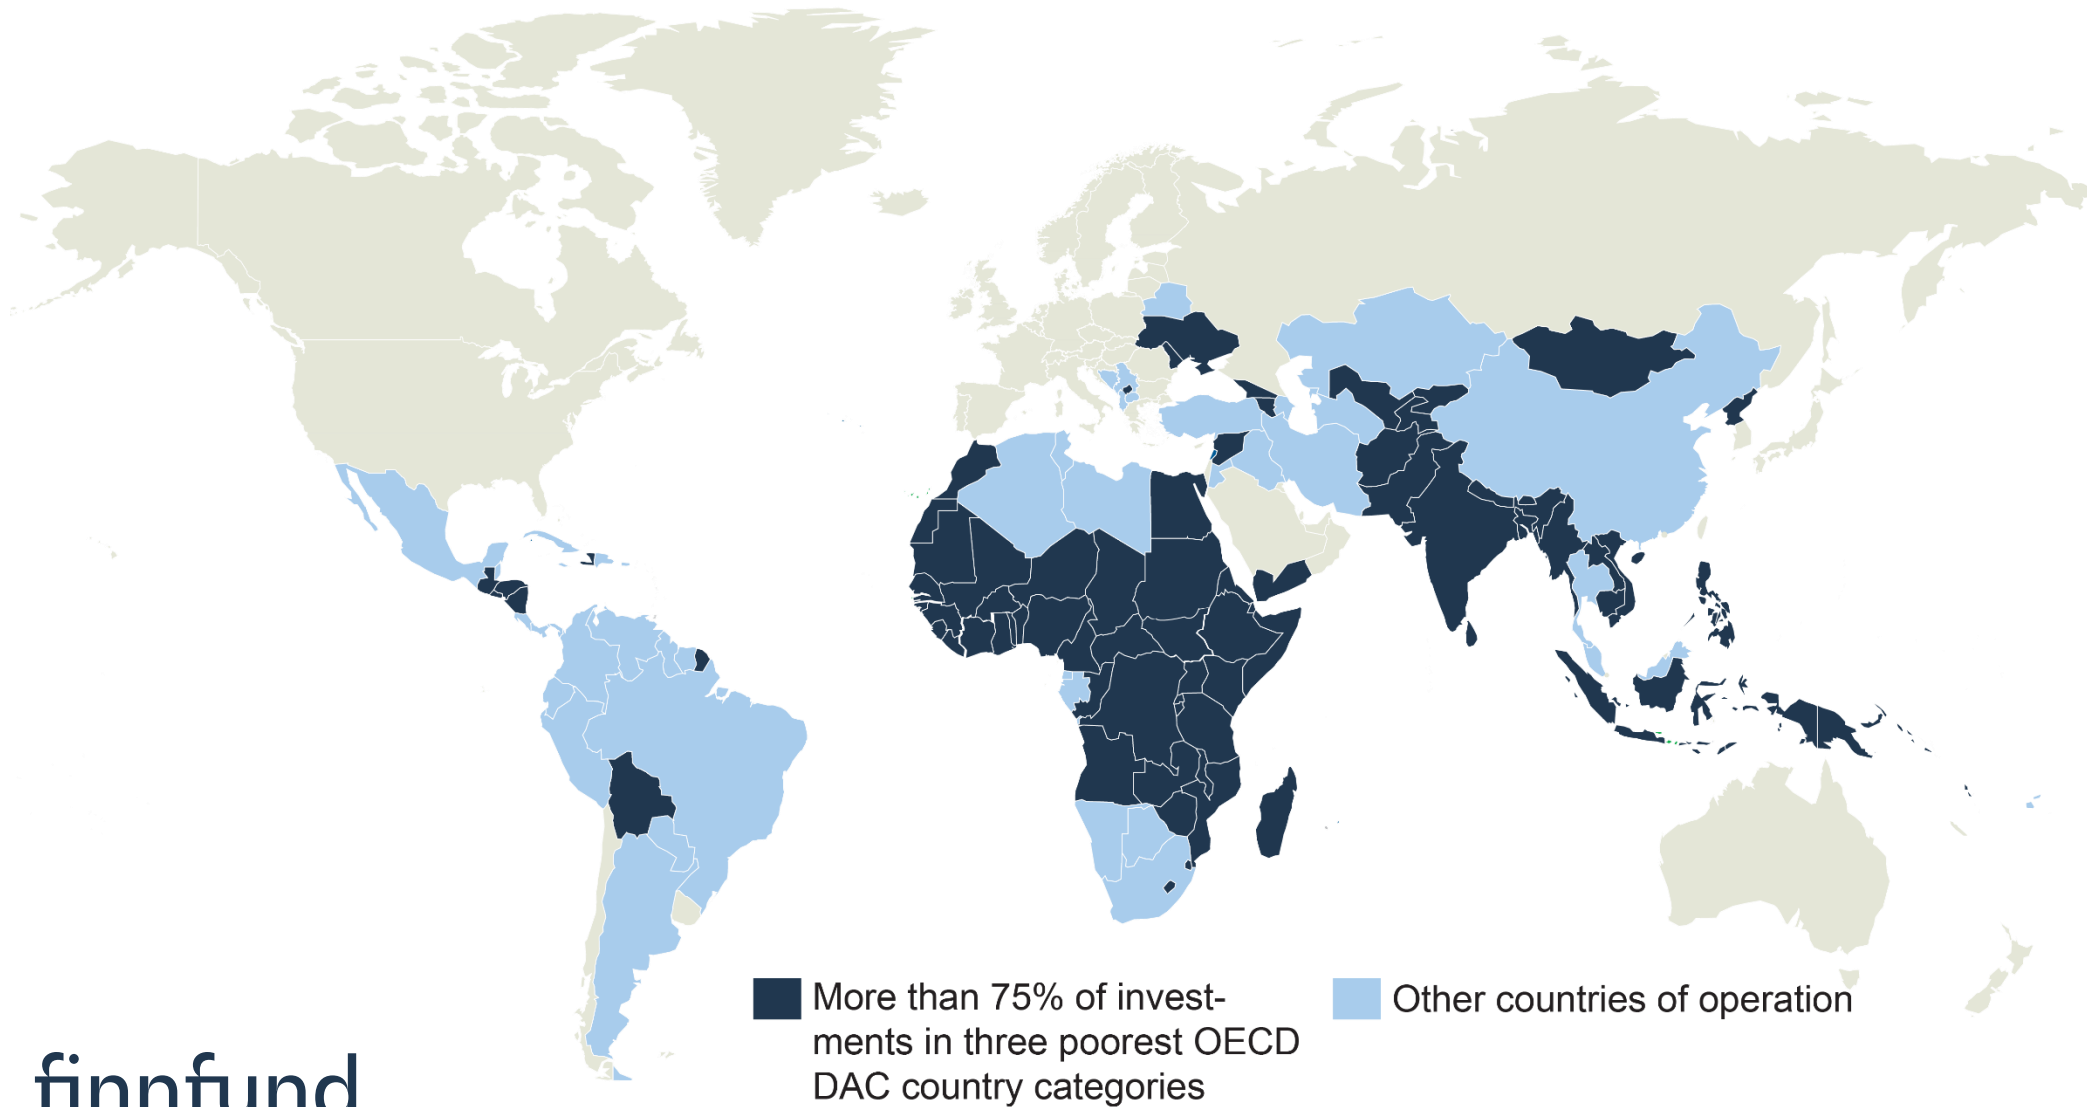 More than 75% of invest-
ments in three poorest OECD
DAC country categories
Other countries of operation
finnfund